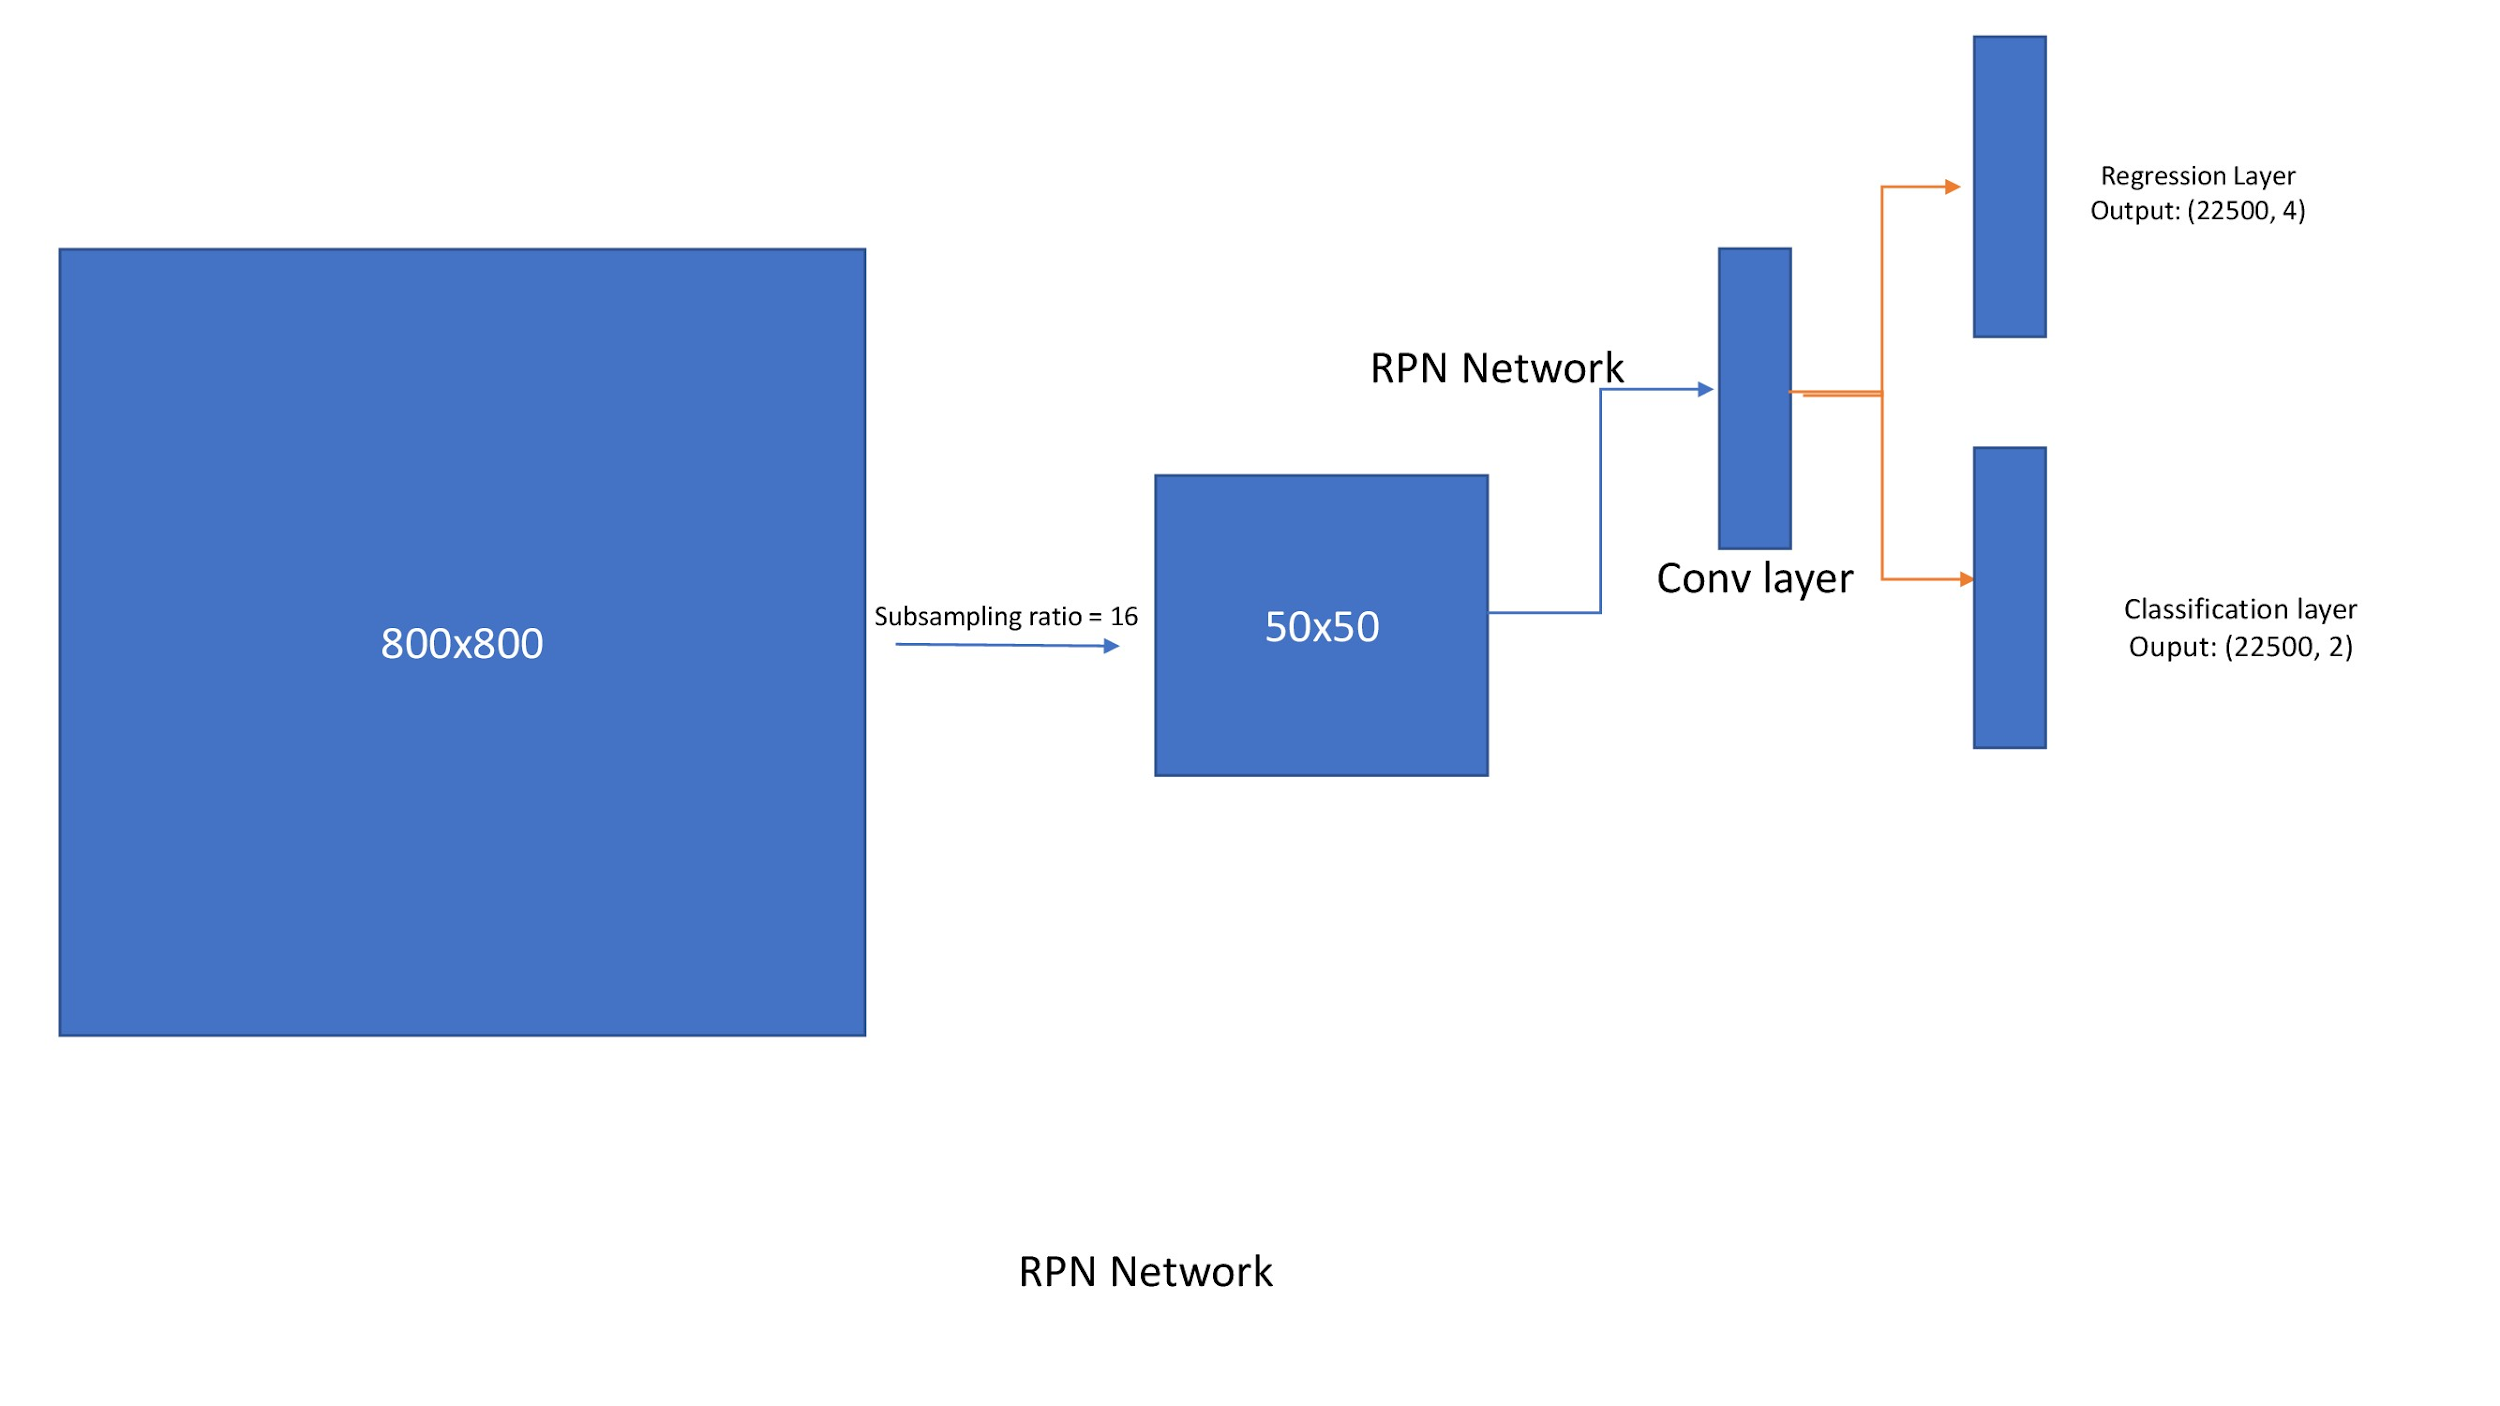 800x800
Subsampling ratio = 16
50x50
RPN Network
Conv layer
Regression Layer
Output: (22500, 4)
Classification layer
Ouput: (22500, 2)
RPN Network